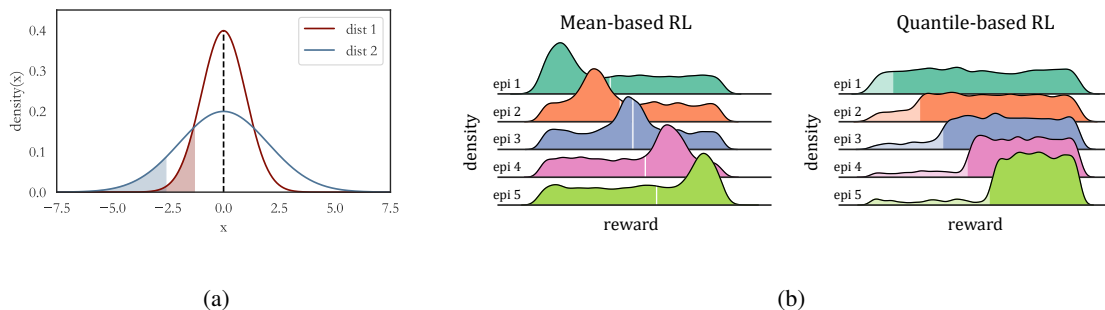 0.4
0.3
0.2
0.1
0.0
density(x)
−7.5 −5.0 −2.5 0.0 2.5 5.0 7.5
x
dist 1
dist 2
(a)
Mean-based RL
epi 1
epi 2
epi 3
epi 4
epi 5
density
reward
Quantile-based RL
epi 1
epi 2
epi 3
epi 4
epi 5
density
reward
(b)